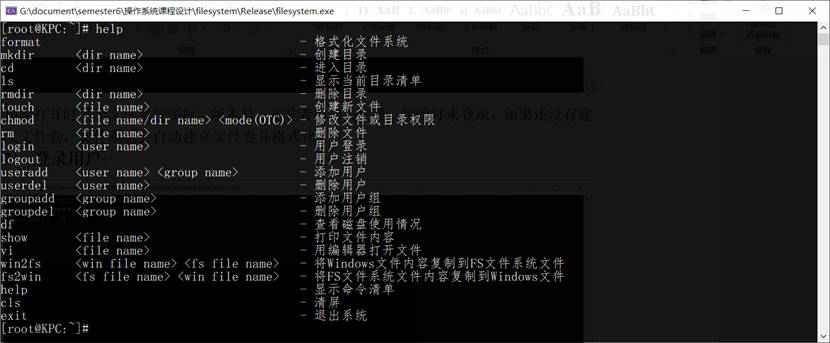 G:\document\semester6\操作系统课程设计\filesystem\Release\filesystem.exe
[root@KPC:~]# help
format - 格式化文件系统
mkdir <dir name> - 创建目录
cd <dir name> - 进入目录
ls - 显示当前目录清单
rmdir <dir name> - 删除目录
touch <file name> - 创建新文件
chmod <file name/dir name> <mode(OTC)> - 修改文件或目录权限
rm <file name> - 删除文件
login <user name> - 用户登录
logout - 用户注销
useradd <user name> <group name> - 添加用户
userdel <user name> - 删除用户
groupadd <group name> - 添加用户组
groupdel <group name> - 删除用户组
df - 查看磁盘使用情况
show <file name> - 打印文件内容
vi <file name> - 用编辑器打开文件
win2fs <win file name> <fs file name> - 将Windows文件内容复制到FS文件系统文件
fs2win <fs file name> <win file name> - 将FS文件系统文件内容复制到Windows文件
help - 显示命令清单
cls - 清屏
exit - 退出系统
[root@KPC:~]#